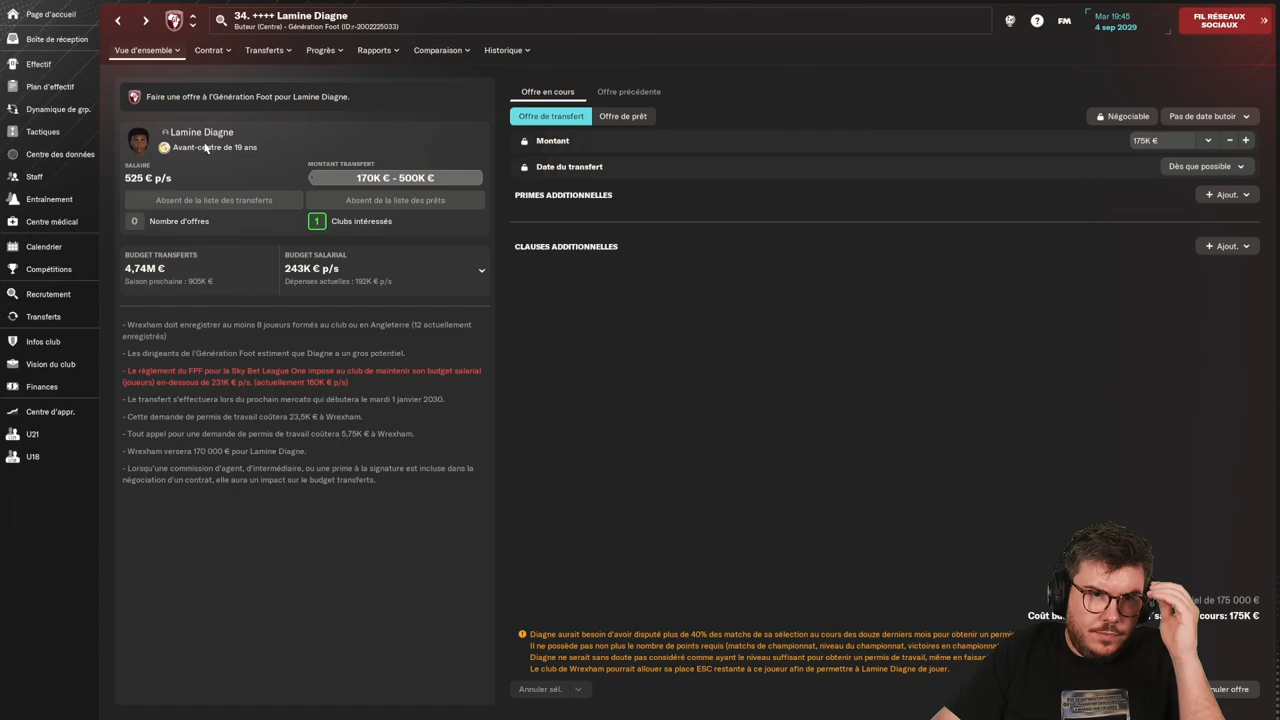 Page d'accueil
Boîte de réception
Effectif
Plan d'effectif
Dynamique de grp.
Tactiques
Centre des données
Staff
Entraînement
Centre médical
Calendrier
Compétitions
Recrutement
Transferts
Infos club
Vision du club
Finances
Centre d'appr.
U21
U18
34. ++++ Lamine Diagne
Buteur (Centre) - Génération Foot (ID:r-2002225033)
FM
Mar 19:45
4 sep 2029
FIL RÉSEAUX
SOCIAUX
Vue d'ensemble
Contrat
Transferts
Progrès
Rapports
Comparaison
Historique
Faire une offre à l'Génération Foot pour Lamine Diagne.
Lamine Diagne
Avant-centre de 19 ans
SALAIRE
525 € p/s
MONTANT TRANSFERT
170K € - 500K €
Absent de la liste des transferts
Absent de la liste des prêts
0 Nombre d'offres
1 Clubs intéressés
BUDGET TRANSFERTS
4,74M €
Saison prochaine : 905K €
BUDGET SALARIAL
243K € p/s
Dépenses actuelles : 192K € p/s
- Wrexham doit enregistrer au moins 8 joueurs formés au club ou en Angleterre (12 actuellement
enregistrés)
- Les dirigeants de l'Génération Foot estiment que Diagne a un gros potentiel.
- Le règlement du FPF pour la Sky Bet League One impose au club de maintenir son budget salarial
(joueurs) en-dessous de 231K € p/s. (actuellement 160K € p/s)
- Le transfert s'effectuera lors du prochain mercato qui débutera le mardi 1 janvier 2030.
- Cette demande de permis de travail coûtera 23,5K € à Wrexham.
- Tout appel pour une demande de permis de travail coûtera 5,75K € à Wrexham.
- Wrexham versera 170 000 € pour Lamine Diagne.
- Lorsqu'une commission d'agent, d'intermédiaire, ou une prime à la signature est incluse dans la
négociation d'un contrat, elle aura un impact sur le budget transferts.
Offre en cours
Offre précédente
Offre de transfert
Offre de prêt
Négociable
Pas de date butoir
Montant
175K €
Date du transfert
Dès que possible
PRIMES ADDITIONNELLES
+ Ajout.
CLAUSES ADDITIONNELLES
+ Ajout.
de 175 000 €
Coût
cours: 175K €
Diagne aurait besoin d'avoir disputé plus de 40% des matchs de sa sélection au cours des douze derniers mois pour obtenir un
Il ne possède pas non plus le nombre de points requis (matchs de championnat, niveau du championnat, victoires en
Diagne ne serait sans doute pas considéré comme ayant le niveau suffisant pour obtenir un permis de travail, même en
Le club de Wrexham pourrait allouer sa place ESC restante à ce joueur afin de permettre à Lamine Diagne de jouer.
Annuler sél.
offre